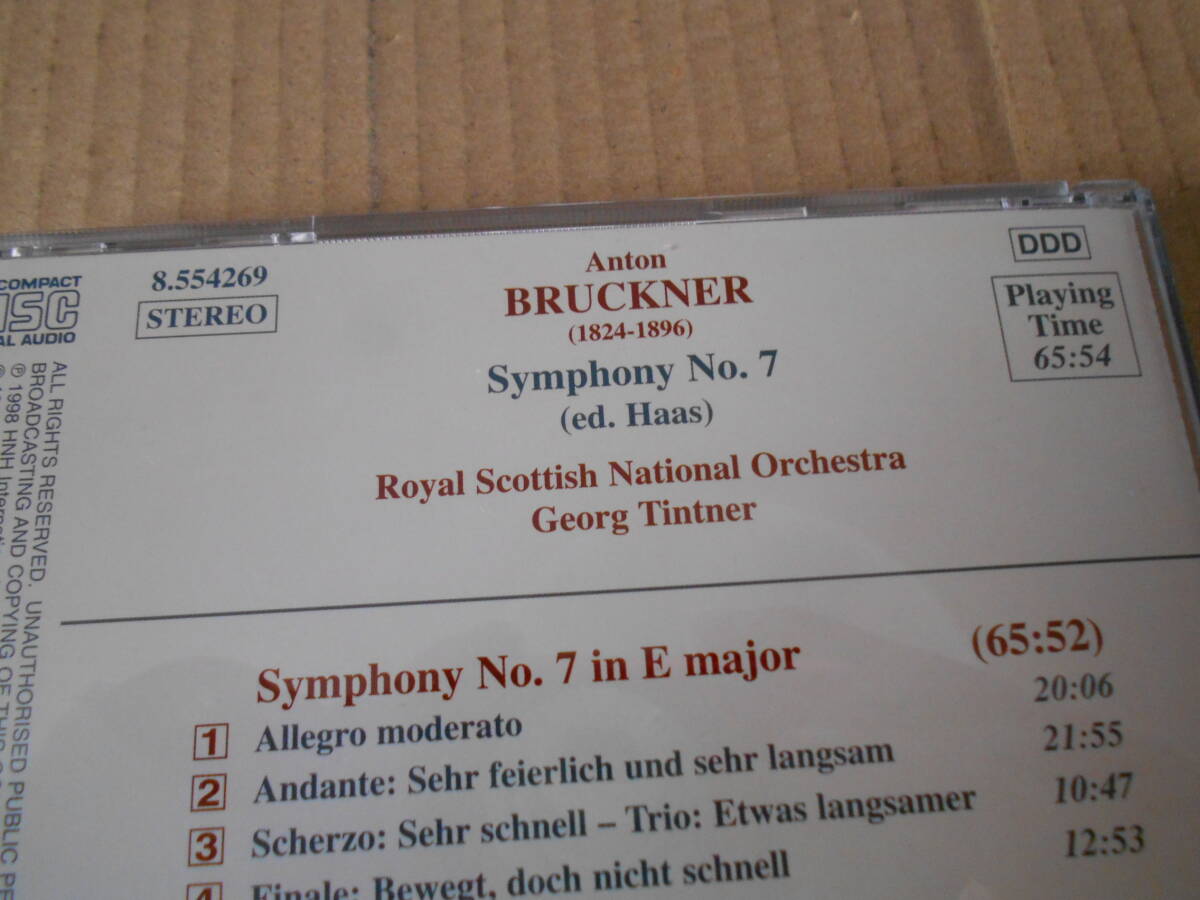 COMPACT
DISC
AL AUDIO
8.554269
STEREO
Anton
BRUCKNER
(1824-1896)
Symphony No. 7
(ed. Haas)
Royal Scottish National Orchestra
Georg Tintner
DDD
Playing
Time
65:54
Symphony No. 7 in E major (65:52)
1 Allegro moderato 20:06
2 Andante: Sehr feierlich und sehr langsam 21:55
3 Scherzo: Sehr schnell – Trio: Etwas langsamer 10:47
4 Finale: Bewegt, doch nicht schnell 12:53
ALL RIGHTS RESERVED. UNAUTHORISED PUBLIC PE
BROADCASTING AND COPYING OF THIS
℗ 1998 HNH